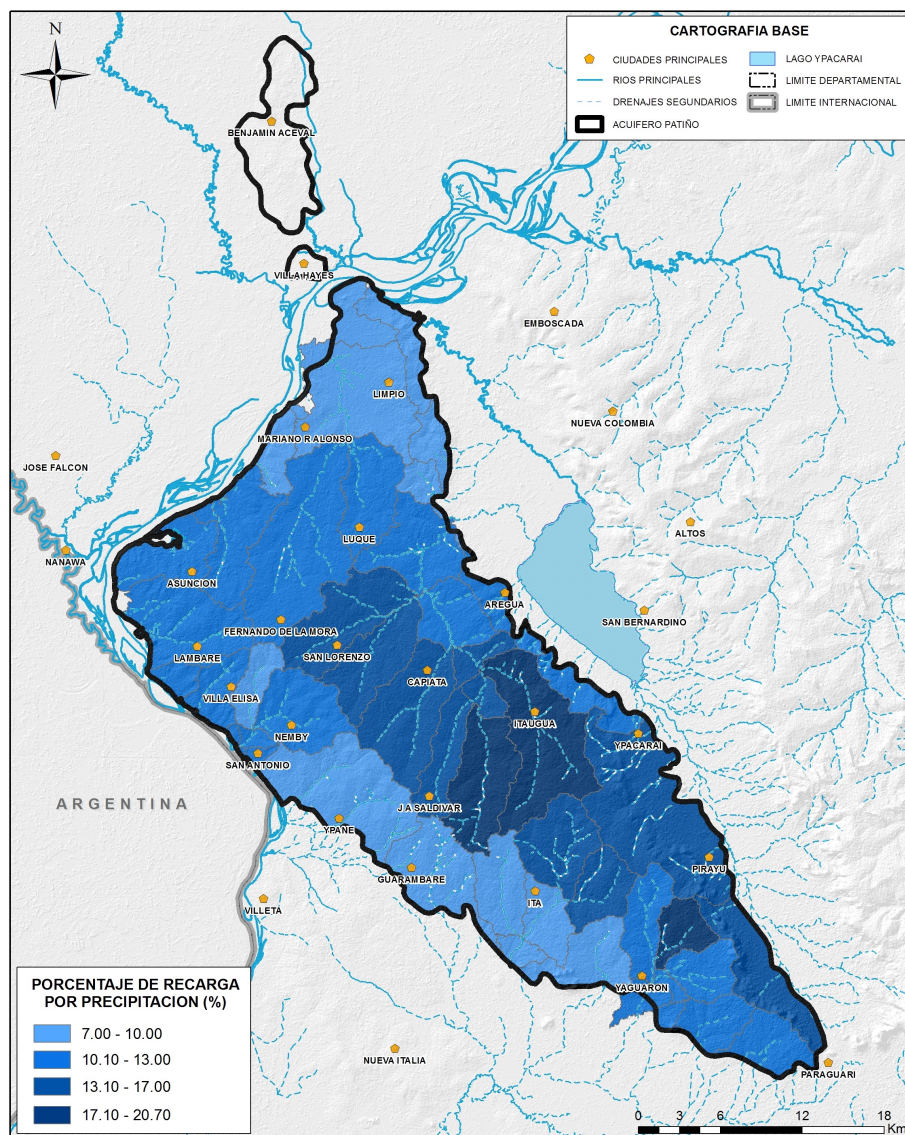 N
CARTOGRAFIA BASE
CIUDADES PRINCIPALES
RIOS PRINCIPALES
DRENAJES SEGUNDARIOS
ACUIFERO PATIÑO
LAGO YPACARAI
LIMITE DEPARTAMENTAL
LIMITE INTERNACIONAL
BENJAMIN ACEVAL
VILLA HAYES
EMBOSCADA
LIMPIO
NUEVA COLOMBIA
MARIANO R ALONSO
JOSE FALCON
ALTOS
LUQUE
NANAWA
ASUNCION
AREGUA
SAN BERNARDINO
FERNANDO DE LA MORA
LAMBARE
SAN LORENZO
CAPIATA
VILLA ELISA
ITAUGUA
NEMBY
YPACARAI
SAN ANTONIO
ARGENTINA
J A SALDIVAR
YPANE
PIRAYU
GUARAMBARE
ITA
VILLETA
YAGUARON
NUEVA ITALIA
PARAGUARI
PORCENTAJE DE RECARGA
POR PRECIPITACION (%)
7.00 - 10.00
10.10 - 13.00
13.10 - 17.00
17.10 - 20.70
0 3 6 12 18
Km